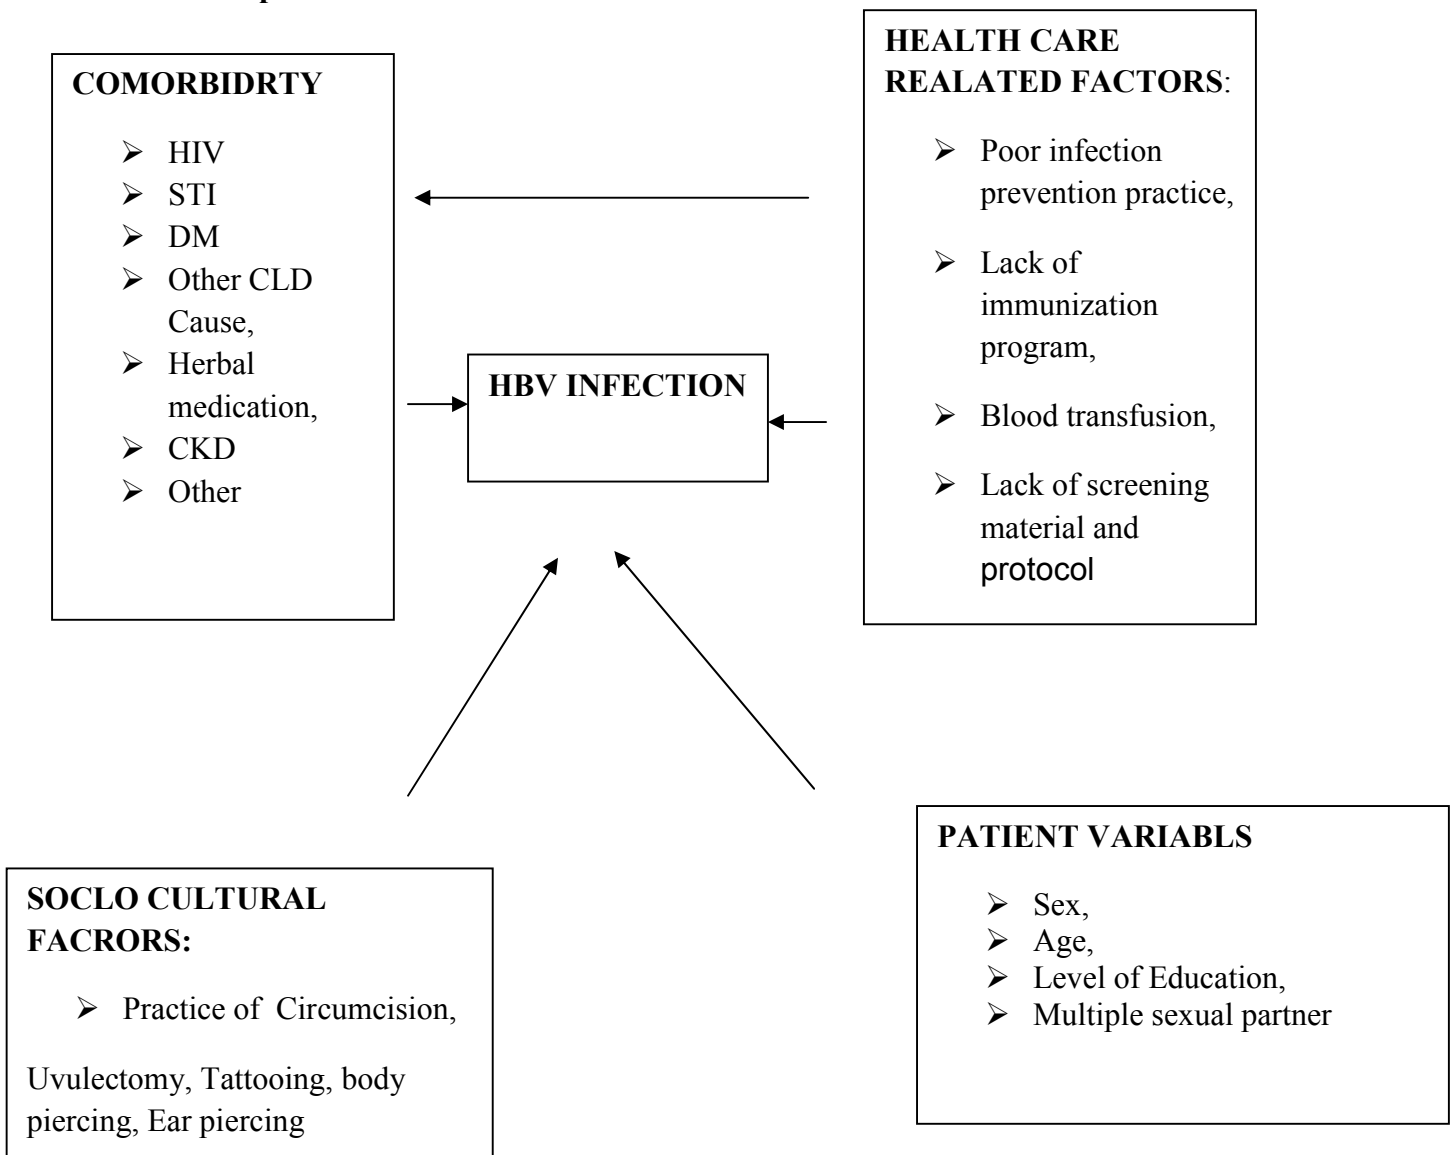 COMORBIDRTY
➢ HIV
➢ STI
➢ DM
➢ Other CLD
Cause,
➢ Herbal
medication,
➢ CKD
➢ Other
HEALTH CARE
REALATED FACTORS:
➢ Poor infection
prevention practice,
➢ Lack of
immunization
program,
➢ Blood transfusion,
➢ Lack of screening
material and
protocol
HBV INFECTION
SOCLO CULTURAL
FACRORS:
➢ Practice of Circumcision,
Uvulectomy, Tattooing, body
piercing, Ear piercing
PATIENT VARIABLS
➢ Sex,
➢ Age,
➢ Level of Education,
➢ Multiple sexual partner